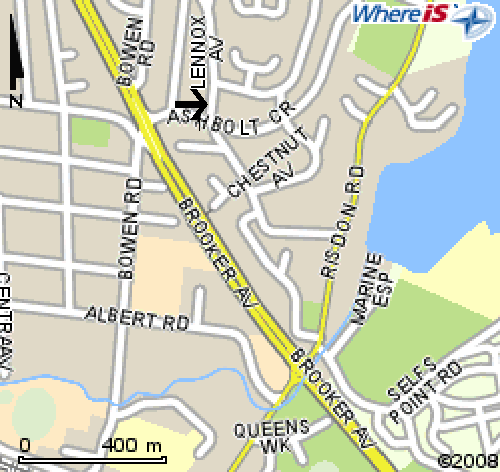 WhereiS
BOWEN
RD
LENNOX
AV
N
ASHBOLT CR
CHESTNUT
AV
BOWEN RD
BROOKER AV
RISDON RD
MARINE
ESP
CENTRAL AV
ALBERT RD
BROOKER AV
SELFS
POINT RD
QUEENS
WK
0 400 m
©2008